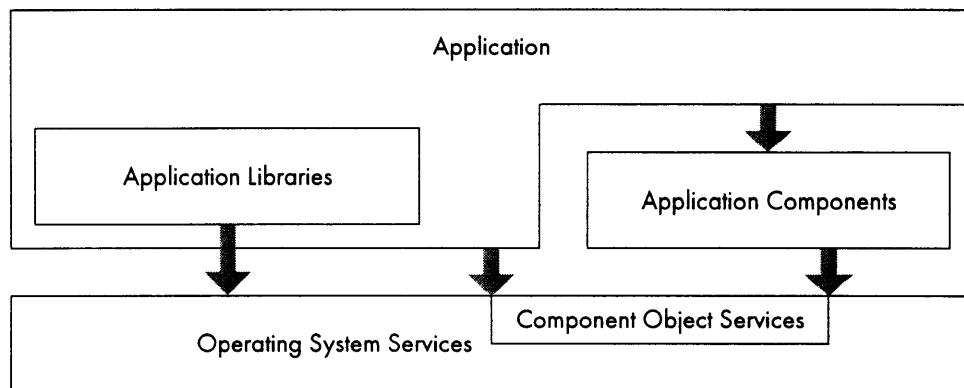 Application
Application Libraries
Application Components
Component Object Services
Operating System Services